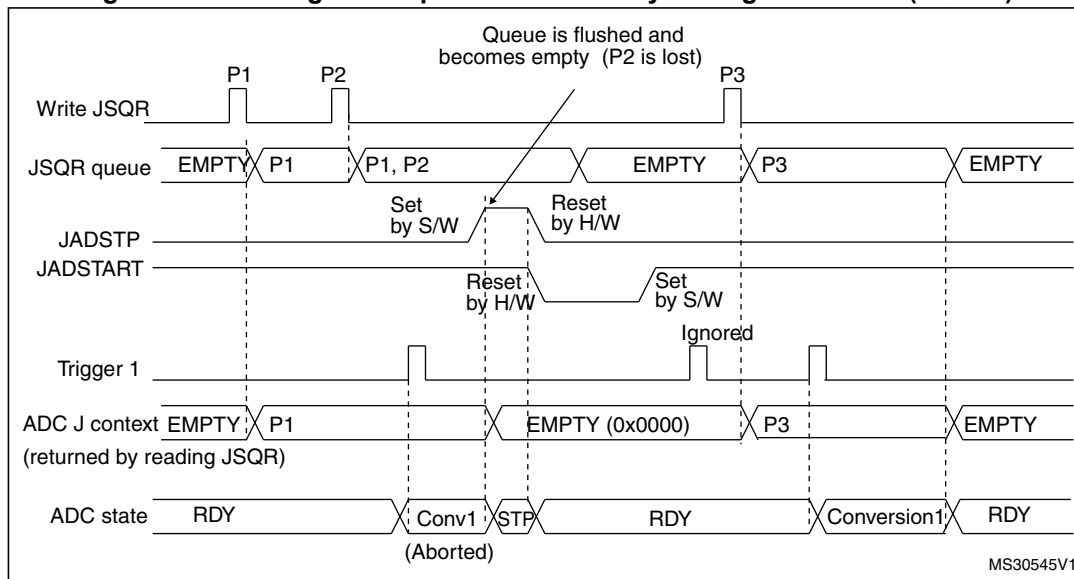 Queue is flushed and
becomes empty (P2 is lost)
P1
P2
P3
Write JSQR
JSQR queue
EMPTY
P1
P1, P2
EMPTY
P3
EMPTY
Set
by S/W
Reset
by H/W
JADSTP
JADSTART
Reset
by H/W
Set
by S/W
Ignored
Trigger 1
ADC J context
EMPTY
P1
EMPTY (0x0000)
P3
EMPTY
(returned by reading JSQR)
ADC state
RDY
Conv1
STP
RDY
Conversion1
RDY
(Aborted)
MS30545V1